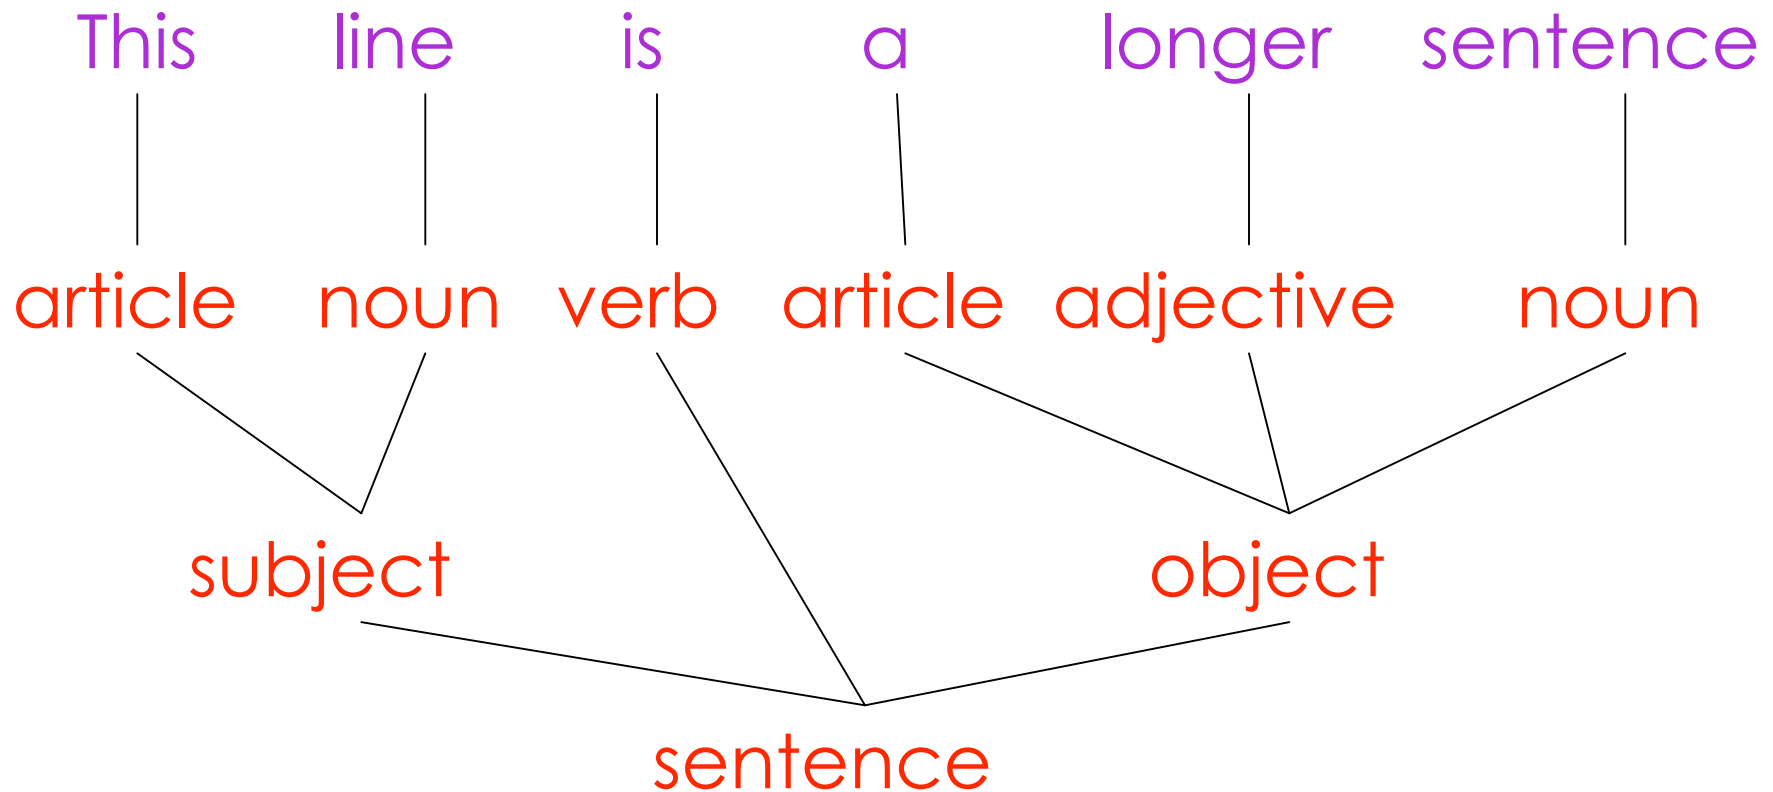 This line is a longer sentence
article noun verb article adjective noun
subject object
sentence